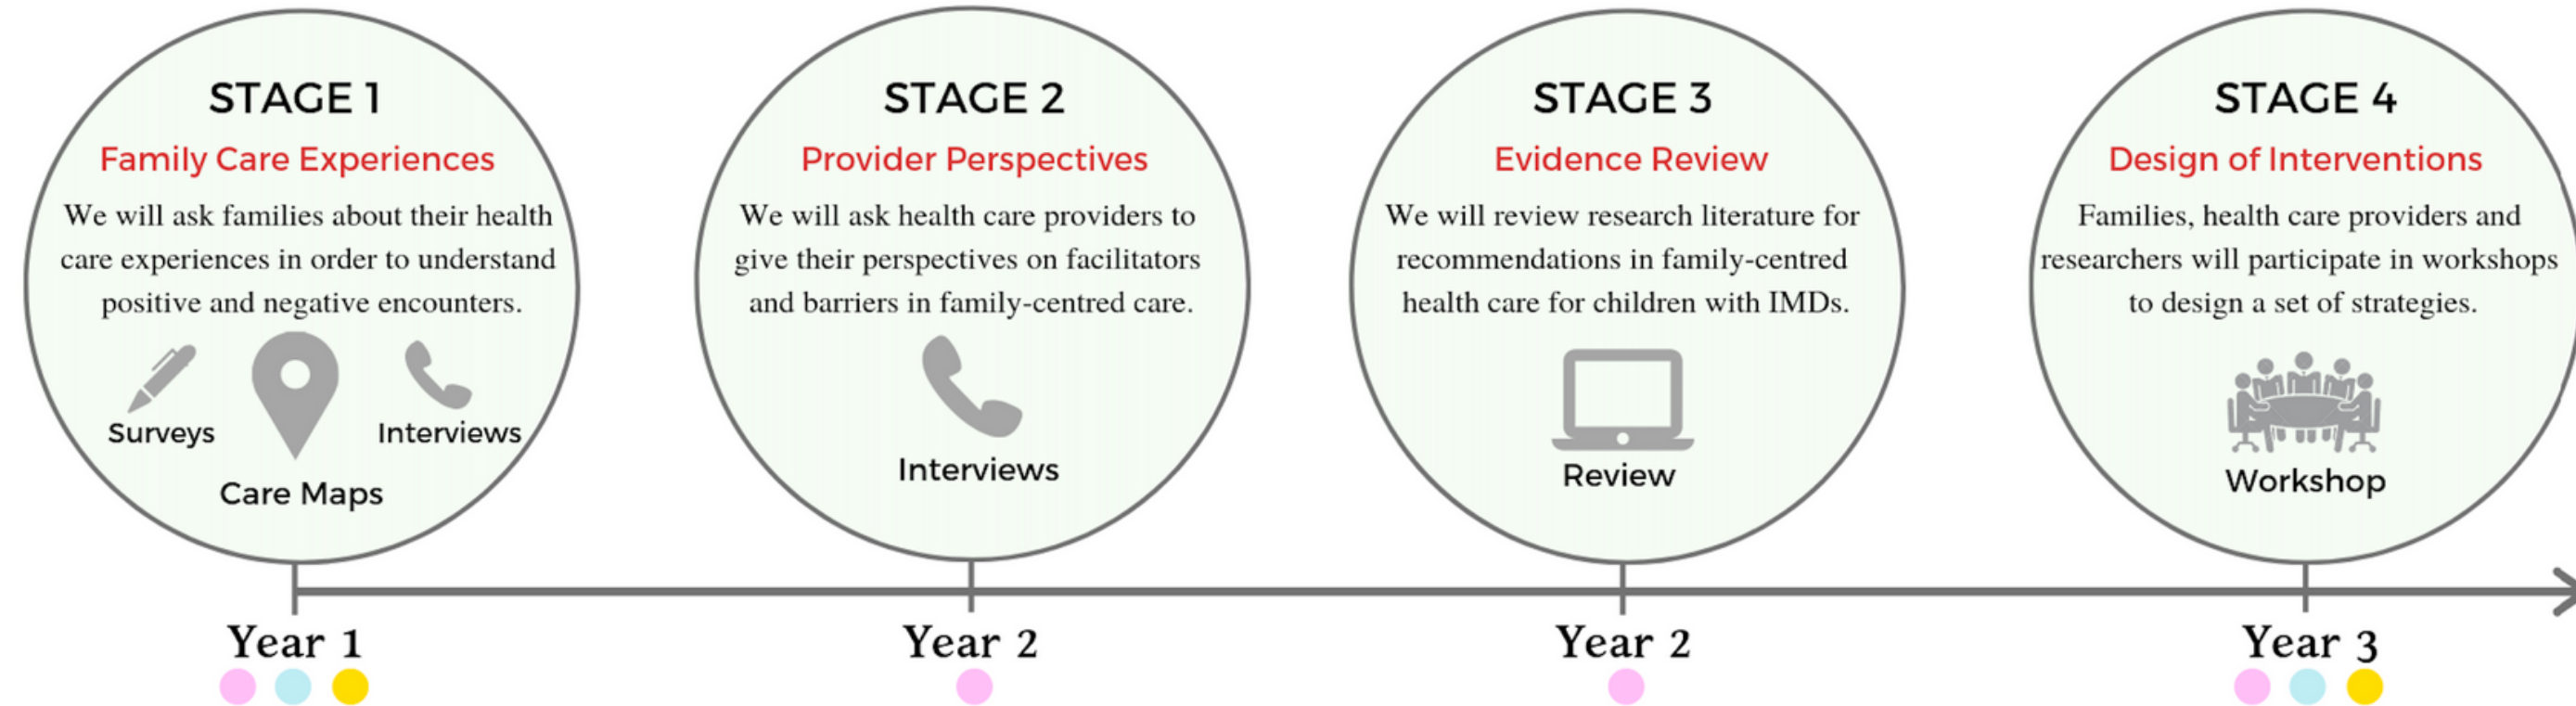 STAGE 1
Family Care Experiences
We will ask families about their health
care experiences in order to understand
positive and negative encounters.
Surveys
Interviews
Care Maps
Year 1
STAGE 2
Provider Perspectives
We will ask health care providers to
give their perspectives on facilitators
and barriers in family-centred care.
Interviews
Year 2
STAGE 3
Evidence Review
We will review research literature for
recommendations in family-centred
health care for children with IMDs.
Review
Year 2
STAGE 4
Design of Interventions
Families, health care providers and
researchers will participate in workshops
to design a set of strategies.
Workshop
Year 3